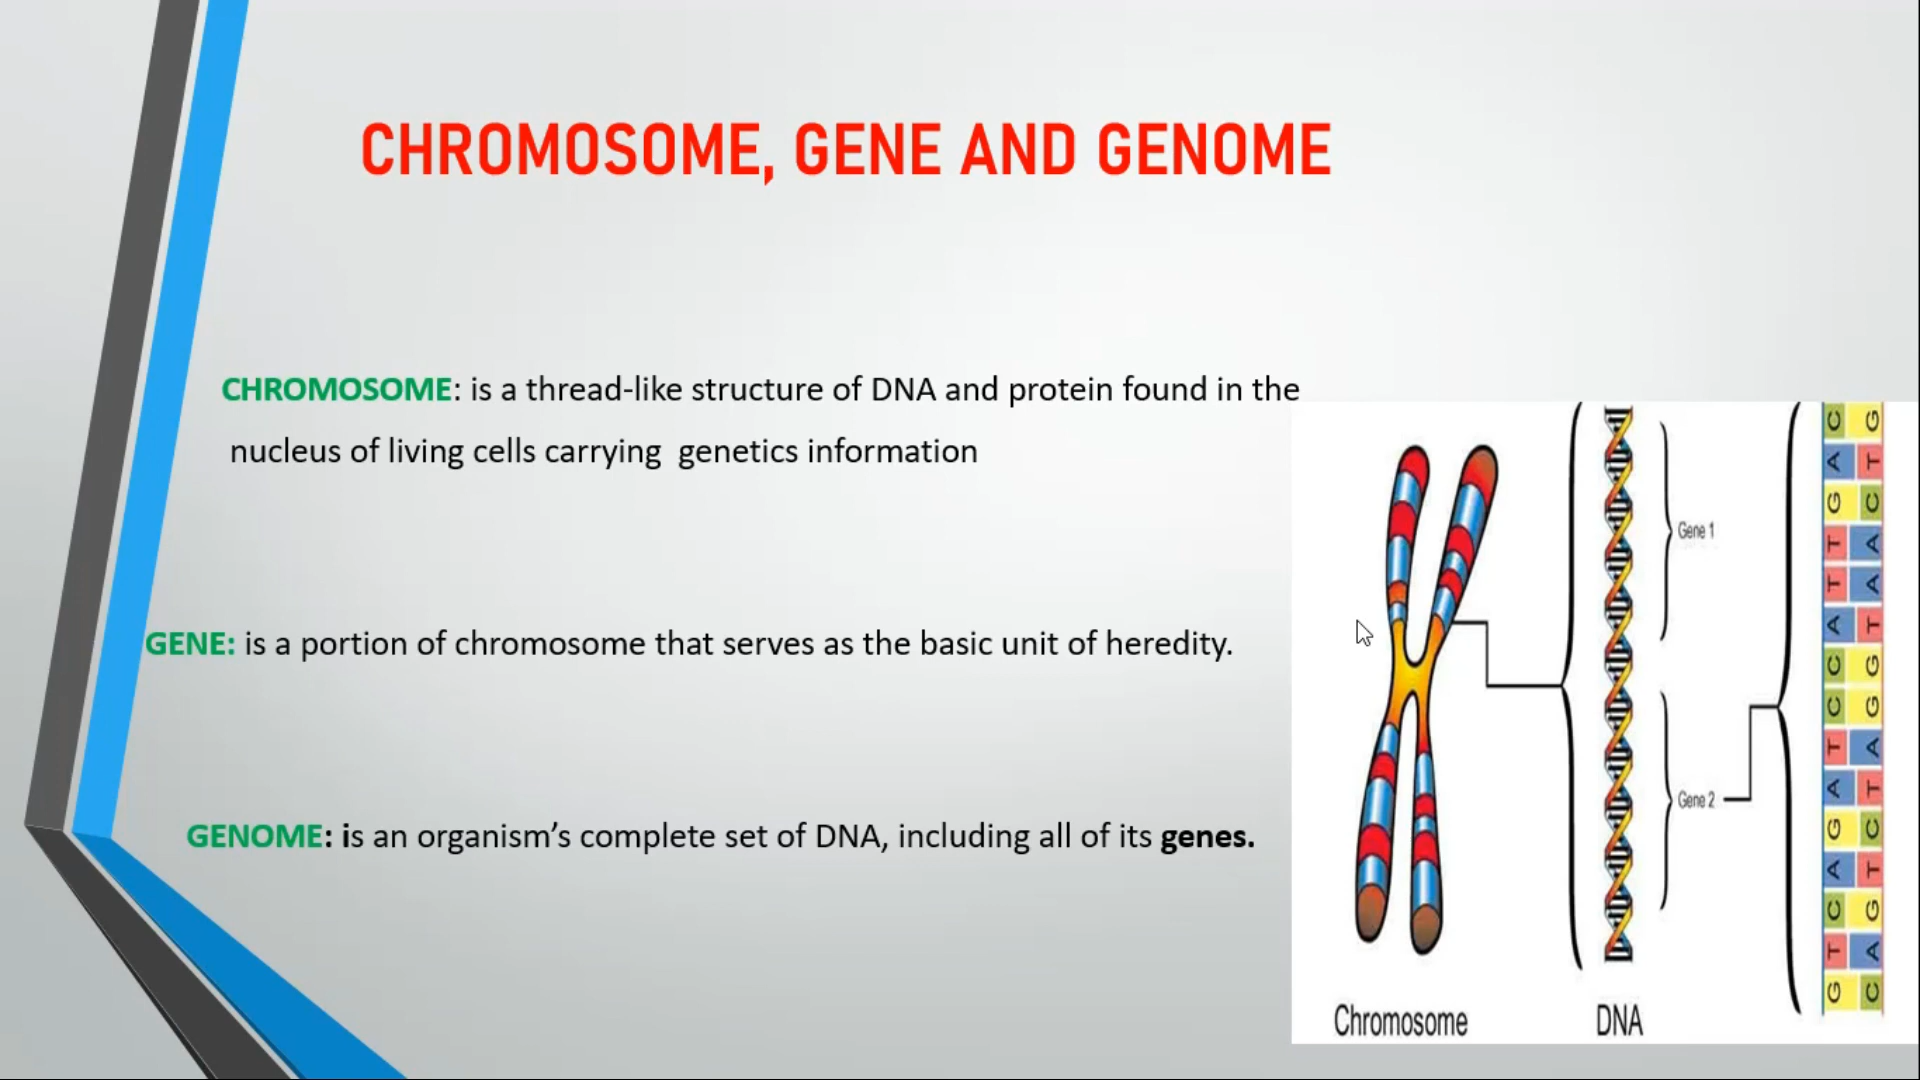 CHROMOSOME, GENE AND GENOME
CHROMOSOME: is a thread-like structure of DNA and protein found in the
nucleus of living cells carrying genetics information
GENE: is a portion of chromosome that serves as the basic unit of heredity.
GENOME: is an organism's complete set of DNA, including all of its genes.
Gene 1
Gene 2
Chromosome
DNA
G T C A G A T C C A T T G A C
C A G T C T A G G T A A C T G